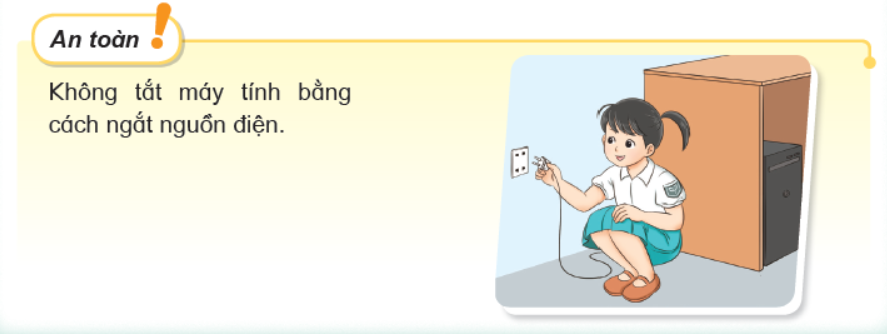 An toàn
Không tắt máy tính bằng
cách ngắt nguồn điện.